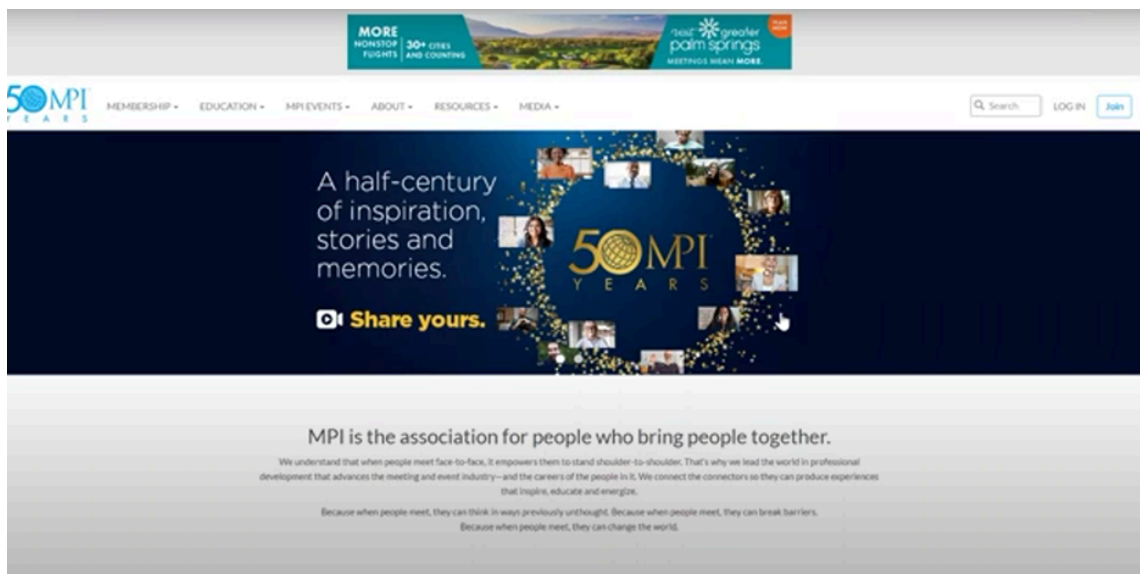 MORE
NONSTOP
FLIGHTS
30+ CITIES
AND COUNTING
visit greater
palm springs
MEETINGS MEAN MORE.
PLAN
NOW
50 MPI
YEARS
MEMBERSHIP
EDUCATION
MPI EVENTS
ABOUT
RESOURCES
MEDIA
Search
LOG IN
Join
A half-century
of inspiration,
stories and
memories.
Share yours.
50 MPI
YEARS
MPI is the association for people who bring people together.
We understand that when people meet face-to-face, it empowers them to stand shoulder-to-shoulder. That's why we lead the world in professional
development that advances the meeting and event industry—and the careers of the people in it. We connect the connectors so they can produce experiences
that inspire, educate and energize.
Because when people meet, they can think in ways previously unthought. Because when people meet, they can break barriers.
Because when people meet, they can change the world.